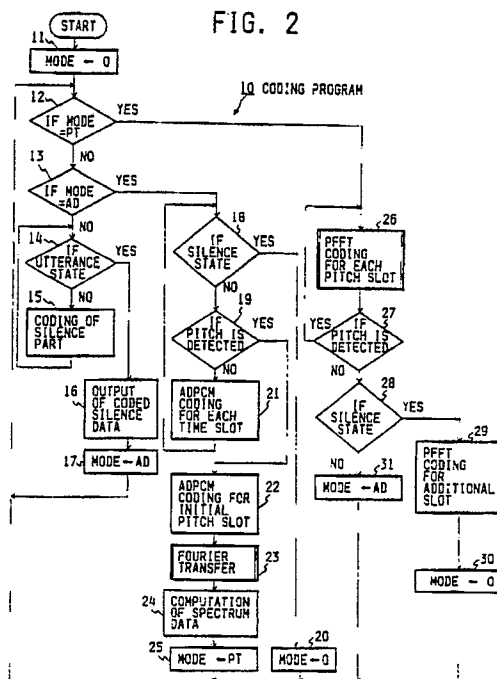 FIG. 2
START
11
MODE ← 0
12
IF MODE
=PT
YES
10 CODING PROGRAM
NO
13
IF MODE
=AD
YES
NO
14
IF
UTTERANCE
STATE
YES
NO
15
CODING OF
SILENCE
PART
16
OUTPUT
OF CODED
SILENCE
DATA
17
MODE←AD
18
IF
SILENCE
STATE
YES
NO
19
IF
PITCH IS
DETECTED
YES
NO
21
ADPCM
CODING FOR
EACH TIME
SLOT
22
ADPCM
CODING FOR
INITIAL
PITCH SLOT
FOURIER
TRANSFER
23
24
COMPUTATION
OF SPECTRUM
DATA
25
MODE ←PT
20
MODE←0
26
PFFT
CODING
FOR EACH
PITCH SLOT
27
IF
PITCH IS
DETECTED
YES
NO
28
IF
SILENCE
STATE
YES
29
PFFT
CODING
FOR
ADDITIONAL
SLOT
NO
31
MODE ←AD
30
MODE ← 0